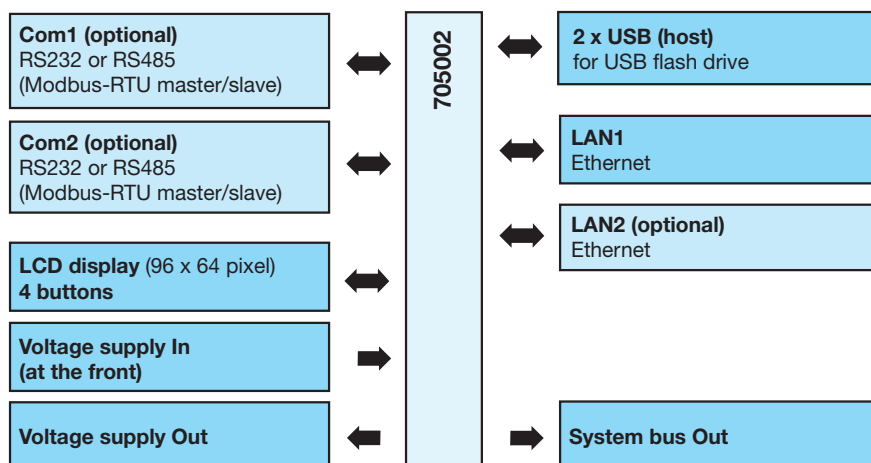 Com1 (optional)
RS232 or RS485
(Modbus-RTU master/slave)
Com2 (optional)
RS232 or RS485
(Modbus-RTU master/slave)
LCD display (96 x 64 pixel)
4 buttons
Voltage supply In
(at the front)
Voltage supply Out
705002
2 x USB (host)
for USB flash drive
LAN1
Ethernet
LAN2 (optional)
Ethernet
System bus Out